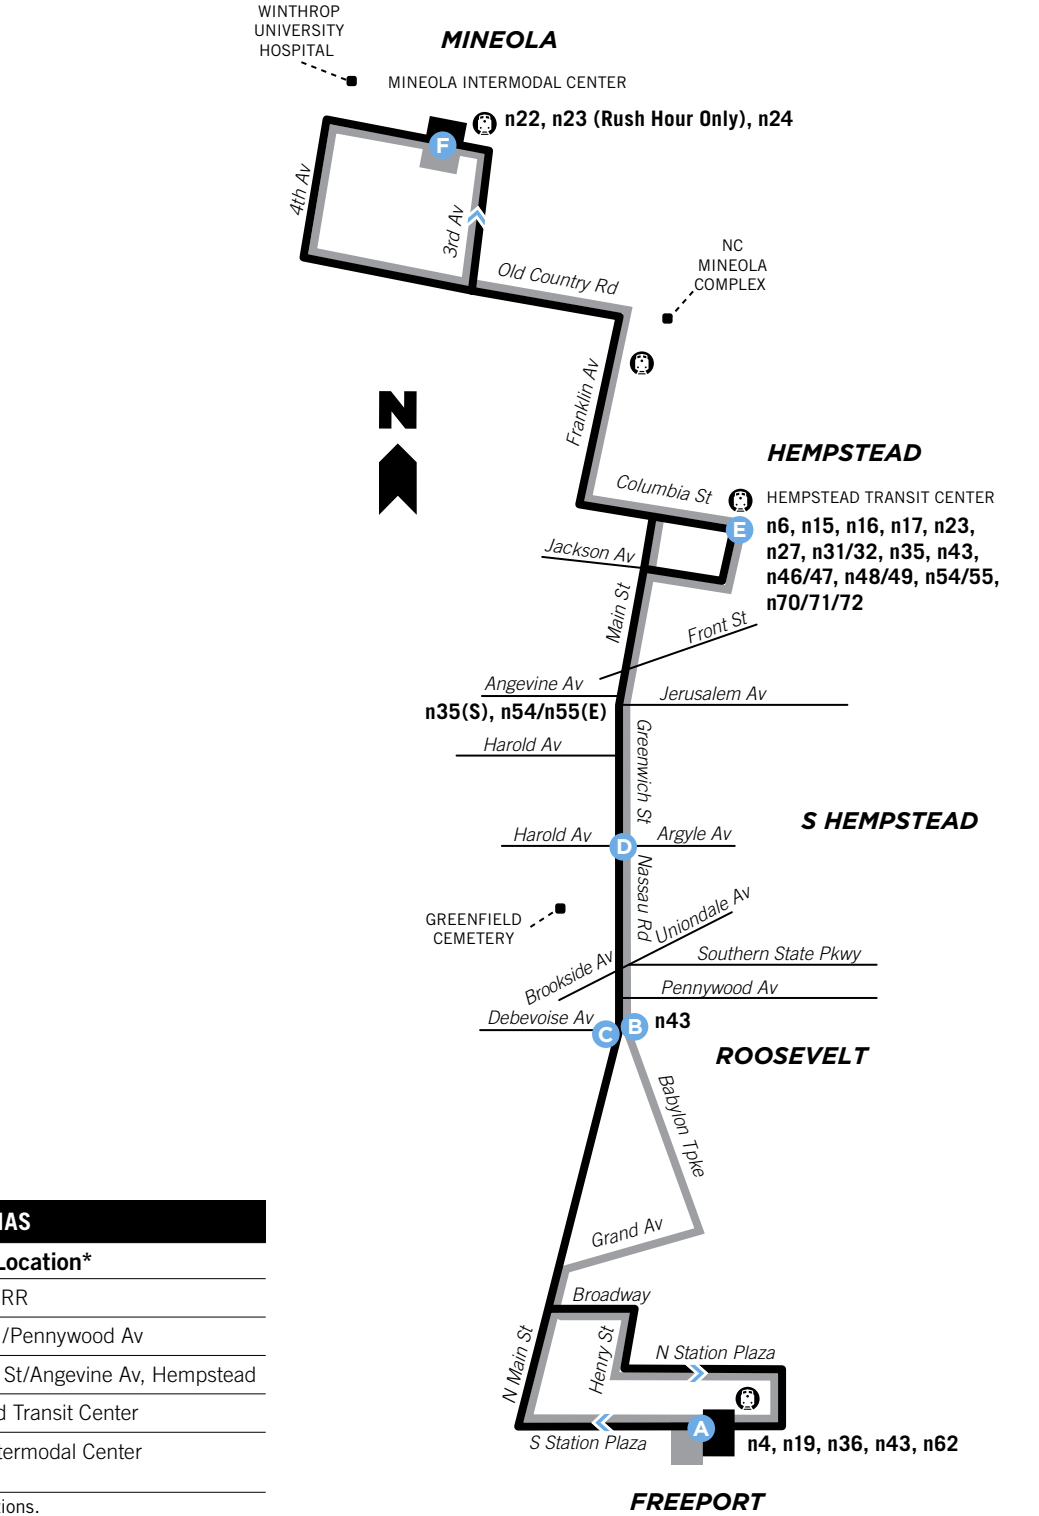 WINTHROP
UNIVERSITY
HOSPITAL
MINEOLA
MINEOLA INTERMODAL CENTER
n22, n23 (Rush Hour Only), n24
F
4th Av
3rd Av
Old Country Rd
NC
MINEOLA
COMPLEX
Franklin Av
N
HEMPSTEAD
Columbia St
HEMPSTEAD TRANSIT CENTER
E
n6, n15, n16, n17, n23,
n27, n31/32, n35, n43,
n46/47, n48/49, n54/55,
n70/71/72
Jackson Av
Main St
Front St
Angevine Av
Jerusalem Av
n35(S), n54/n55(E)
Harold Av
Greenwich St
S HEMPSTEAD
Harold Av
D
Argyle Av
Nassau Rd
GREENFIELD
CEMETERY
Uniondale Av
Brookside Av
Southern State Pkwy
Pennywood Av
Debevoise Av
C
B
n43
ROOSEVELT
Babylon Tpke
Grand Av
Broadway
N Main St
Henry St
N Station Plaza
S Station Plaza
A
n4, n19, n36, n43, n62
FREEPORT
Location*
RR
/Pennywood Av
St/Angevine Av, Hempstead
Transit Center